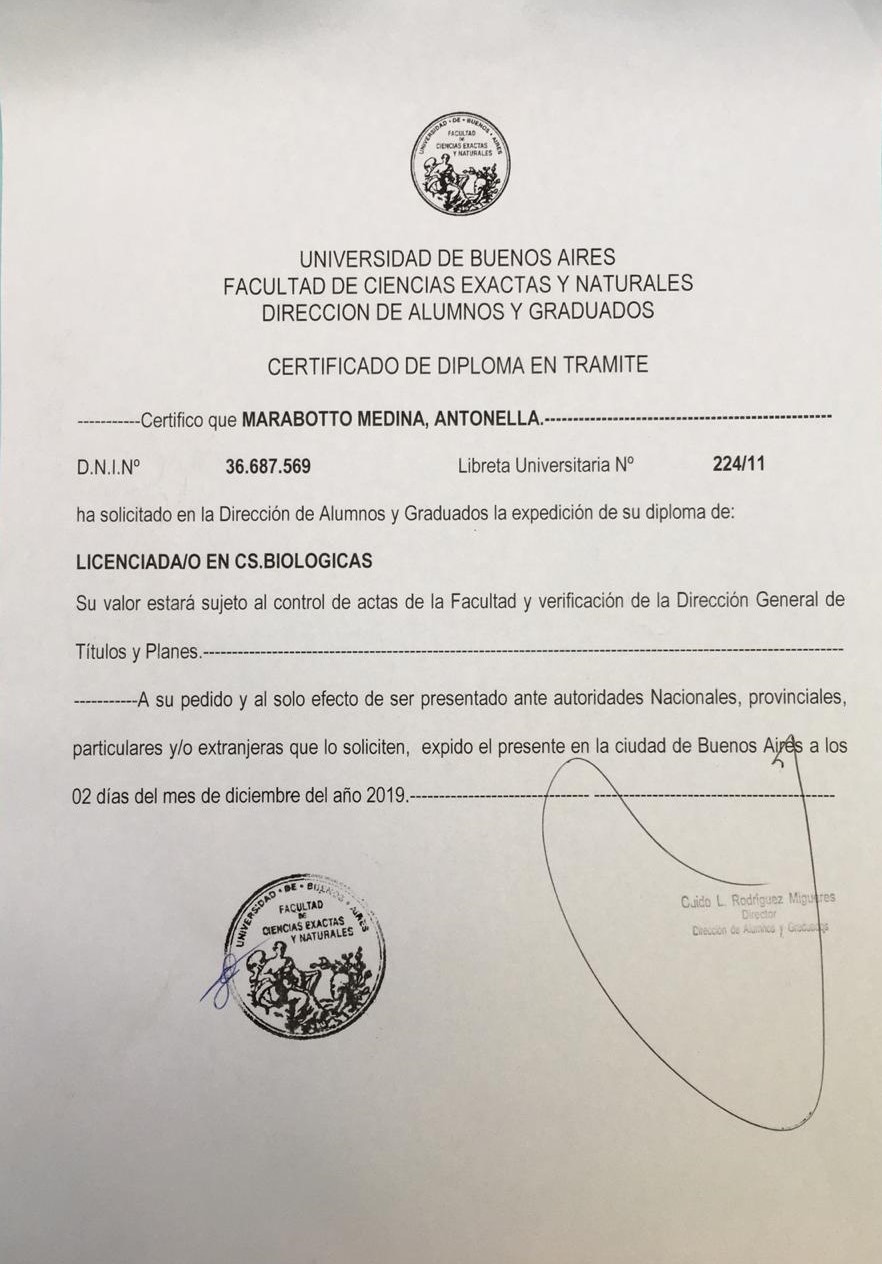 UNIVERSIDAD • DE • BUENOS • AIRES
FACULTAD
DE
CIENCIAS EXACTAS
Y NATURALES
UNIVERSIDAD DE BUENOS AIRES
FACULTAD DE CIENCIAS EXACTAS Y NATURALES
DIRECCION DE ALUMNOS Y GRADUADOS
CERTIFICADO DE DIPLOMA EN TRAMITE
-----------Certifico que MARABOTTO MEDINA, ANTONELLA.--------------------------------------------------
D.N.I.Nº 36.687.569 Libreta Universitaria Nº 224/11
ha solicitado en la Dirección de Alumnos y Graduados la expedición de su diploma de:
LICENCIADA/O EN CS.BIOLOGICAS
Su valor estará sujeto al control de actas de la Facultad y verificación de la Dirección General de
Títulos y Planes.----------------------------------------------------------------------------------------------------------------
-----------A su pedido y al solo efecto de ser presentado ante autoridades Nacionales, provinciales,
particulares y/o extranjeras que lo soliciten, expido el presente en la ciudad de Buenos Aires a los
02 días del mes de diciembre del año 2019.-------------------------------- ------------------------------------------
Guido L. Rodríguez Migueres
Director
Dirección de Alumnos y Graduados
UNIVERSIDAD • DE • BUENOS • AIRES
FACULTAD
DE
CIENCIAS EXACTAS
Y NATURALES